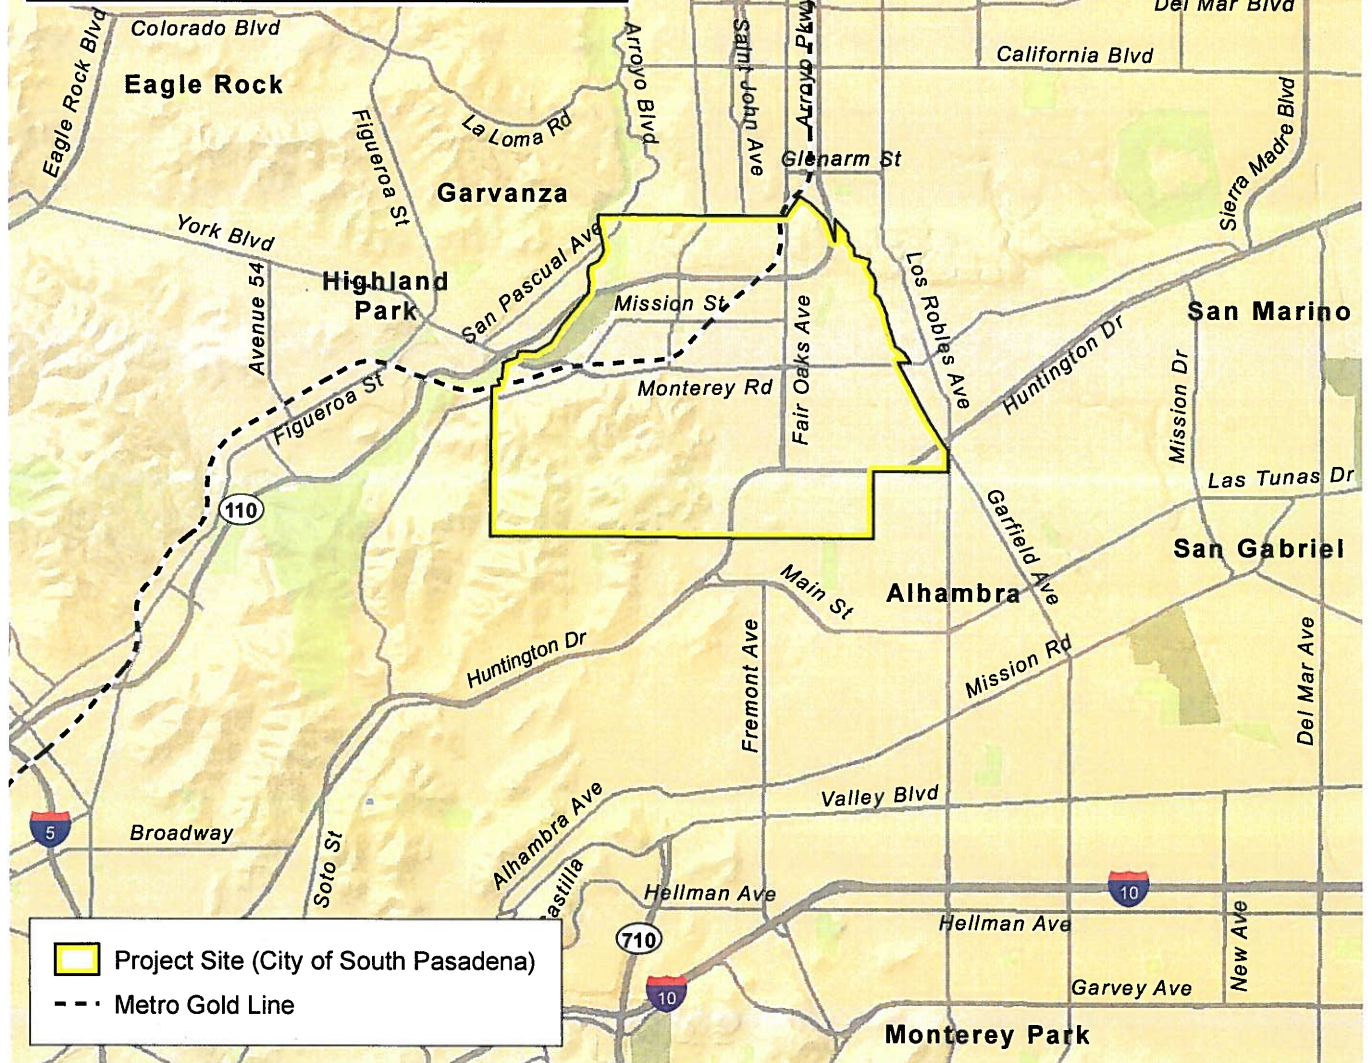 Del Mar Blvd
Colorado Blvd
California Blvd
Eagle Rock Blvd
Eagle Rock
Arroyo Blvd
Saint John Ave
Arroyo Pkwy
La Loma Rd
Figueroa St
Glenarm St
Sierra Madre Blvd
Garvanza
York Blvd
San Pascual Ave
Highland
Park
Avenue 54
Mission St
Los Robles Ave
San Marino
Fair Oaks Ave
Huntington Dr
Monterey Rd
Mission Dr
Figueroa St
Las Tunas Dr
110
Garfield Ave
San Gabriel
Main St
Alhambra
Huntington Dr
Fremont Ave
Mission Rd
Del Mar Ave
Valley Blvd
5
Broadway
Alhambra Ave
Soto St
Hellman Ave
10
Hellman Ave
New Ave
710
10
Garvey Ave
Monterey Park
Project Site (City of South Pasadena)
Metro Gold Line